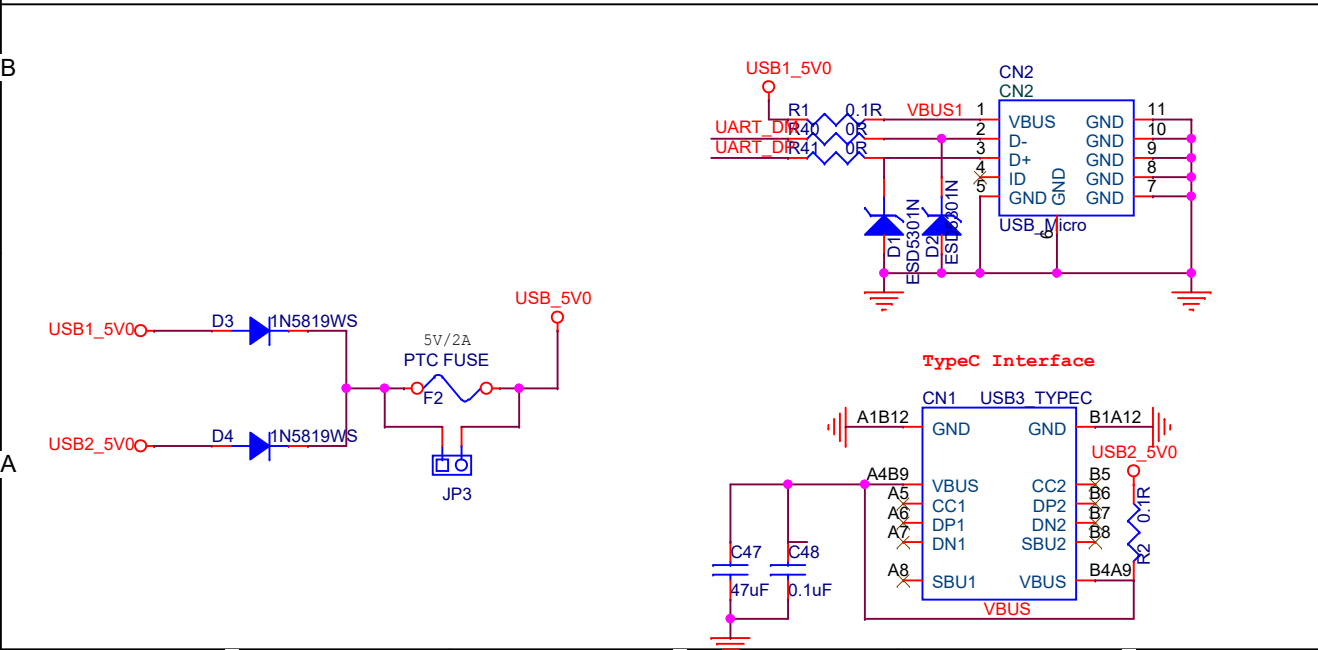 B
USB1_5V0
CN2
CN2
R1
0.1R
VBUS1
1
VBUS
GND
11
UART_DM
R40
0R
2
D-
GND
10
UART_DP
R41
0R
3
D+
GND
9
4
ID
GND
8
5
GND
GND
GND
7
USB_Micro
6
D1
ESD5301N
D2
ESD5301N
USB_5V0
USB1_5V0
D3
1N5819WS
5V/2A
PTC FUSE
F2
USB2_5V0
D4
1N5819WS
JP3
A
TypeC Interface
CN1
USB3_TYPEC
A1B12
GND
GND
B1A12
USB2_5V0
A4B9
VBUS
CC2
B5
A5
CC1
DP2
B6
A6
DP1
DN2
B7
A7
DN1
SBU2
B8
A8
SBU1
VBUS
B4A9
VBUS
0.1R
R2
C47
C48
47uF
0.1uF